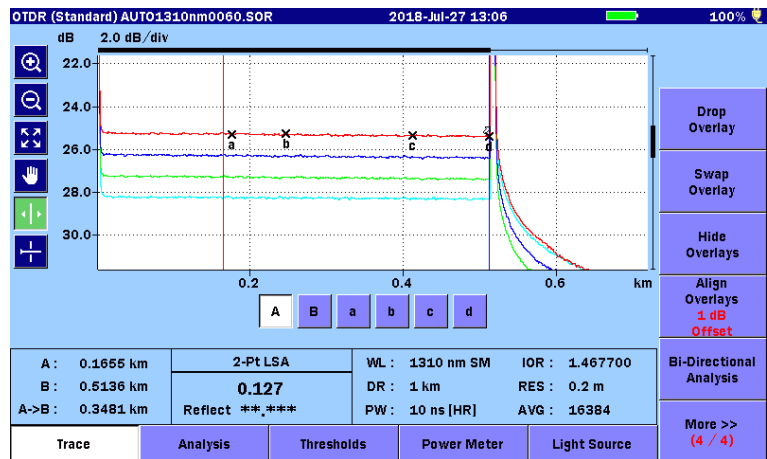 OTDR (Standard) AUTO1310nm0060.SOR 2018-Jul-27 13:06 100%
dB 2.0 dB/div
22.0
24.0
26.0
28.0
30.0
a b c d
0.2 0.4 0.6 km
A B a b c d
Drop
Overlay
Swap
Overlay
Hide
Overlays
Align
Overlays
1 dB
Offset
Bi-Directional
Analysis
More >>
(4 / 4)
A: 0.1655 km
B: 0.5136 km
A->B: 0.3481 km
2-Pt LSA
0.127
Reflect **.***
WL: 1310 nm SM IOR: 1.467700
DR: 1 km RES: 0.2 m
PW: 10 ns [HR] AVG: 16384
Trace Analysis Thresholds Power Meter Light Source